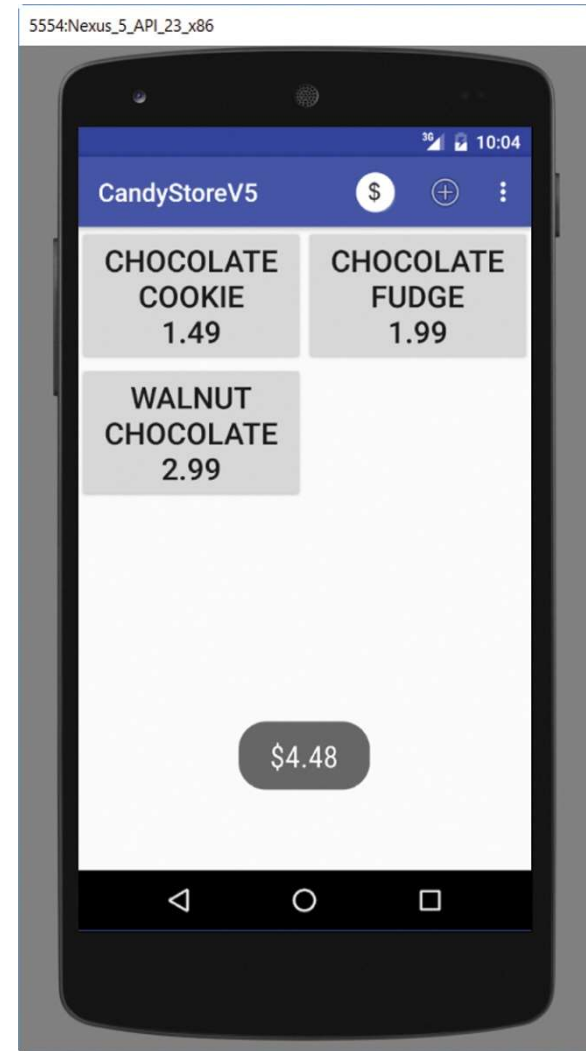 5554:Nexus_5_API_23_x86
3G 10:04
CandyStoreV5 $
CHOCOLATE
COOKIE
1.49
CHOCOLATE
FUDGE
1.99
WALNUT
CHOCOLATE
2.99
$4.48